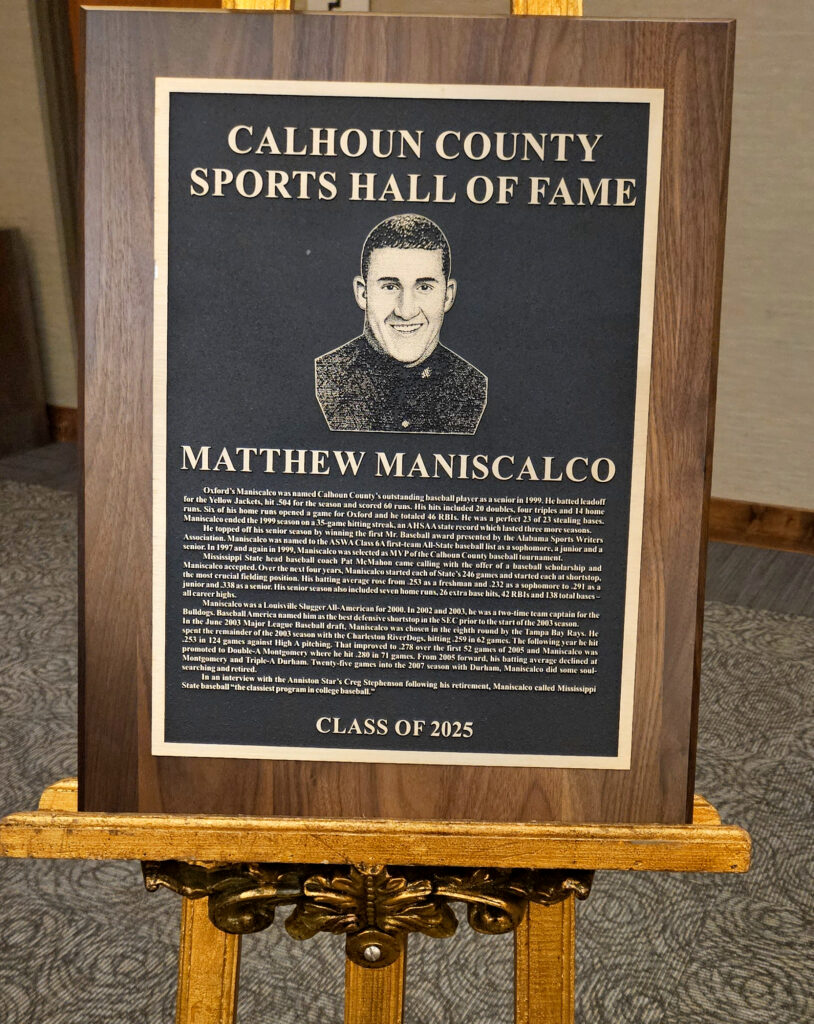 CALHOUN COUNTY
SPORTS HALL OF FAME
MATTHEW MANISCALCO
Oxford's Maniscalco was named Calhoun County's outstanding baseball player as a senior in 1999. He batted leadoff
for the Yellow Jackets, hit .504 for the season and scored 60 runs. His hits included 20 doubles, four triples and 14 home
runs. Six of his home runs opened a game for Oxford and he totaled 46 RBIs. He was a perfect 23 of 23 stealing bases.
Maniscalco ended the 1999 season on a 35-game hitting streak, an AHSAA state record which lasted three more seasons.
He topped off his senior season by winning the first Mr. Baseball award presented by the Alabama Sports Writers
Association. Maniscalco was named to the ASWA Class 6A first-team All-State baseball list as a sophomore, a junior and a
senior. In 1997 and again in 1999, Maniscalco was selected as MVP of the Calhoun County baseball tournament.
Mississippi State head baseball coach Pat McMahon came calling with the offer of a baseball scholarship and
Maniscalco accepted. Over the next four years, Maniscalco started each of State's 246 games and started each at shortstop,
the most crucial fielding position. His batting average rose from .253 as a freshman and .232 as a sophomore to .291 as a
junior and .338 as a senior. His senior season also included seven home runs, 26 extra base hits, 42 RBIs and 138 total bases –
all career highs.
Maniscalco was a Louisville Slugger All-American for 2000. In 2002 and 2003, he was a two-time team captain for the
Bulldogs. Baseball America named him as the best defensive shortstop in the SEC prior to the start of the 2003 season.
In the June 2003 Major League Baseball draft, Maniscalco was chosen in the eighth round by the Tampa Bay Rays. He
spent the remainder of the 2003 season with the Charleston RiverDogs, hitting .259 in 62 games. The following year he hit
.253 in 124 games against High A pitching. That improved to .278 over the first 52 games of 2005 and Maniscalco was
promoted to Double-A Montgomery where he hit .280 in 71 games. From 2005 forward, his batting average declined at
Montgomery and Triple-A Durham. Twenty-five games into the 2007 season with Durham, Maniscalco did some soul-
searching and retired.
In an interview with the Anniston Star's Creg Stephenson following his retirement, Maniscalco called Mississippi
State baseball "the classiest program in college baseball."
CLASS OF 2025